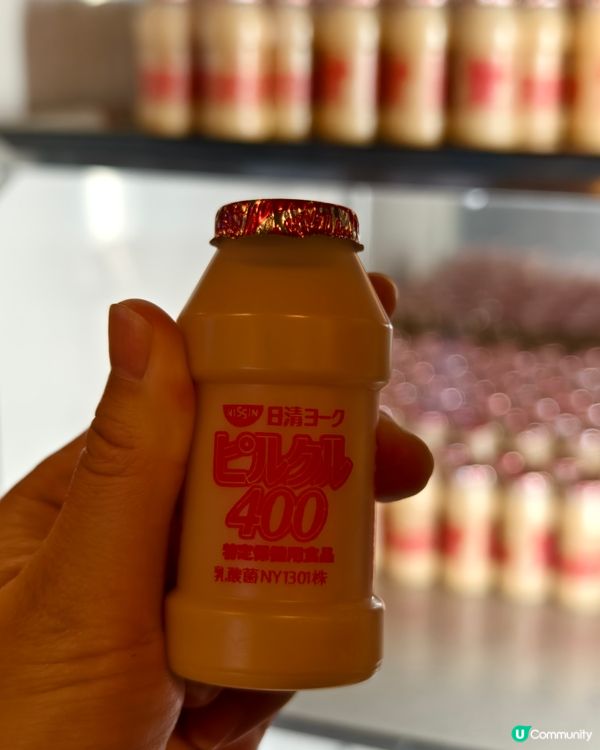 NISSIN 日清ヨーク
ピルクル
400
特定保健用食品
乳酸菌NY1301株
U Community